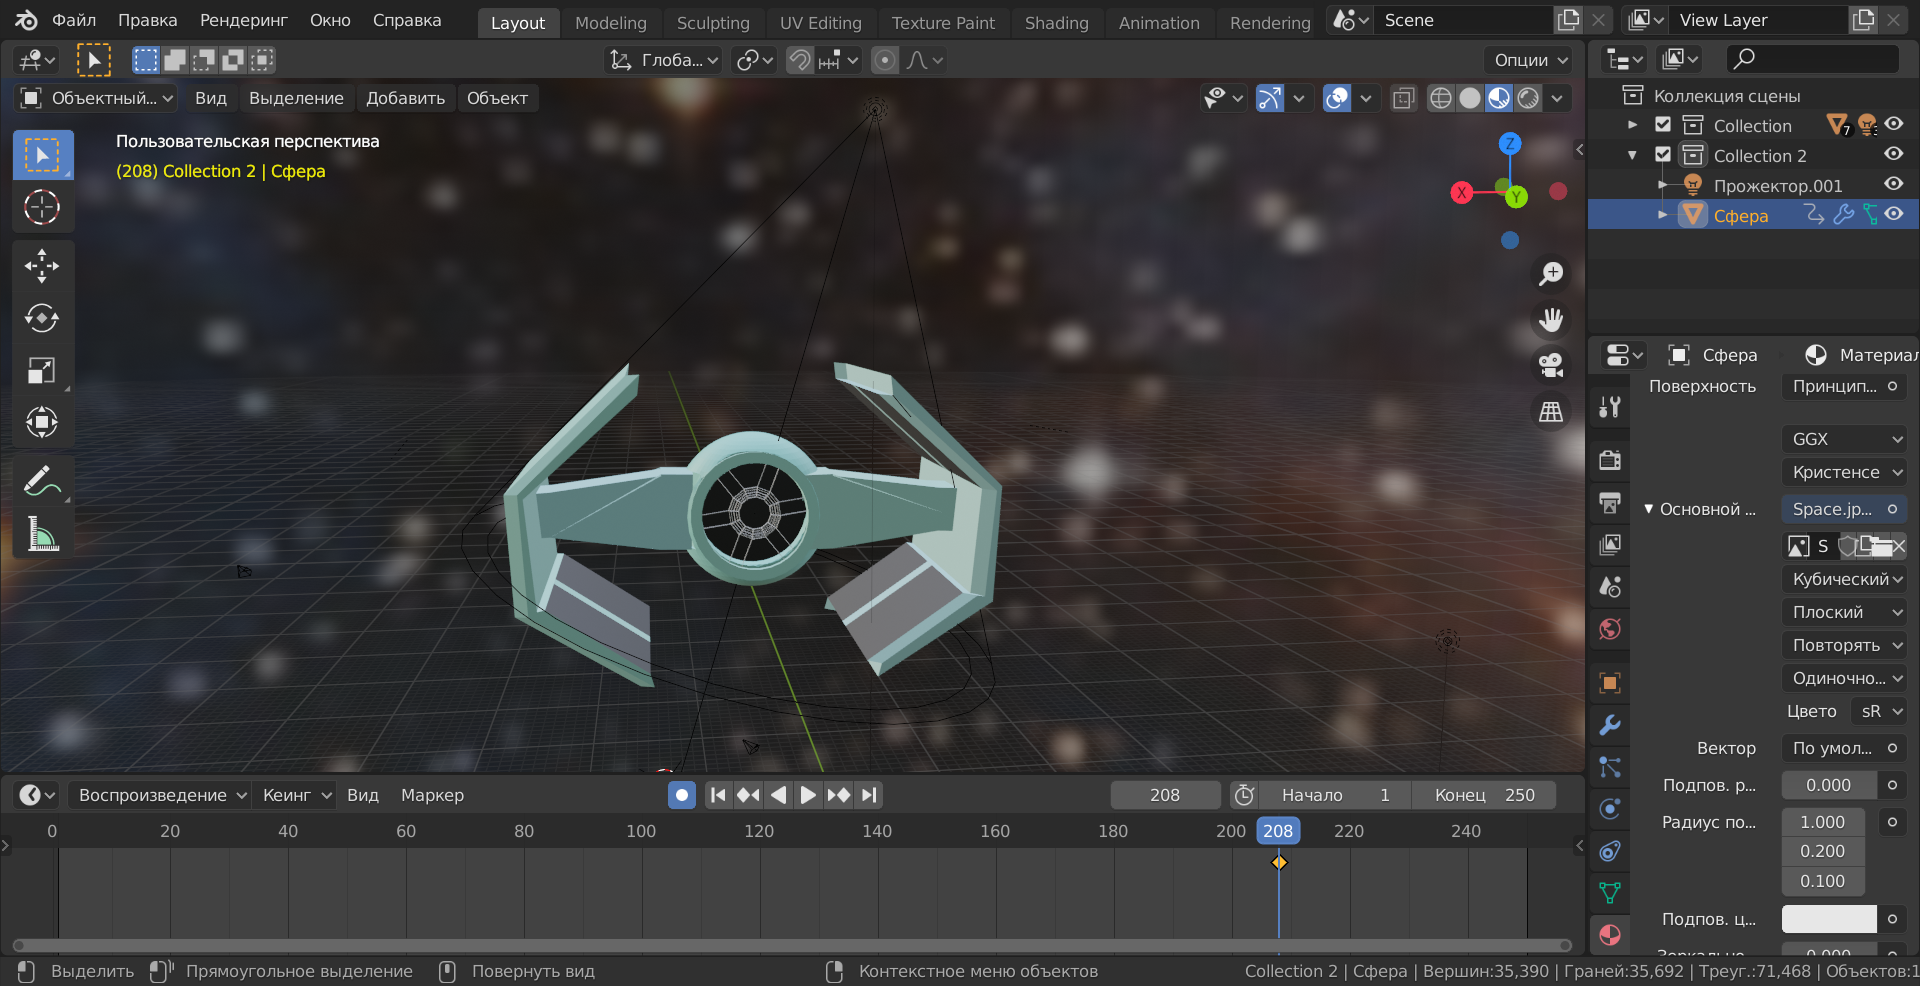 Файл Правка Рендеринг Окно Справка Layout Modeling Sculpting UV Editing Texture Paint Shading Animation Rendering Scene View Layer
Глоба... Опции
Объектный... Вид Выделение Добавить Объект
Пользовательская перспектива
(208) Collection 2 | Сфера
Z
X
Y
Коллекция сцены
Collection 7
Collection 2
Прожектор.001
Сфера
Сфера Материал
Поверхность Принцип...
GGX
Кристенсе
Основной ... Space.jp...
S
Кубический
Плоский
Повторять
Одиночно...
Цвето sR
Вектор По умол...
Подпов. р... 0.000
Радиус по... 1.000
0.200
0.100
Подпов. ц...
Зеркально... 0.000
Воспроизведение Кеинг Вид Маркер 208 Начало 1 Конец 250
0 20 40 60 80 100 120 140 160 180 200 208 220 240
Выделить Прямоугольное выделение Повернуть вид Контекстное меню объектов Collection 2 | Сфера | Вершин:35,390 | Граней:35,692 | Треуг.:71,468 | Объектов:1